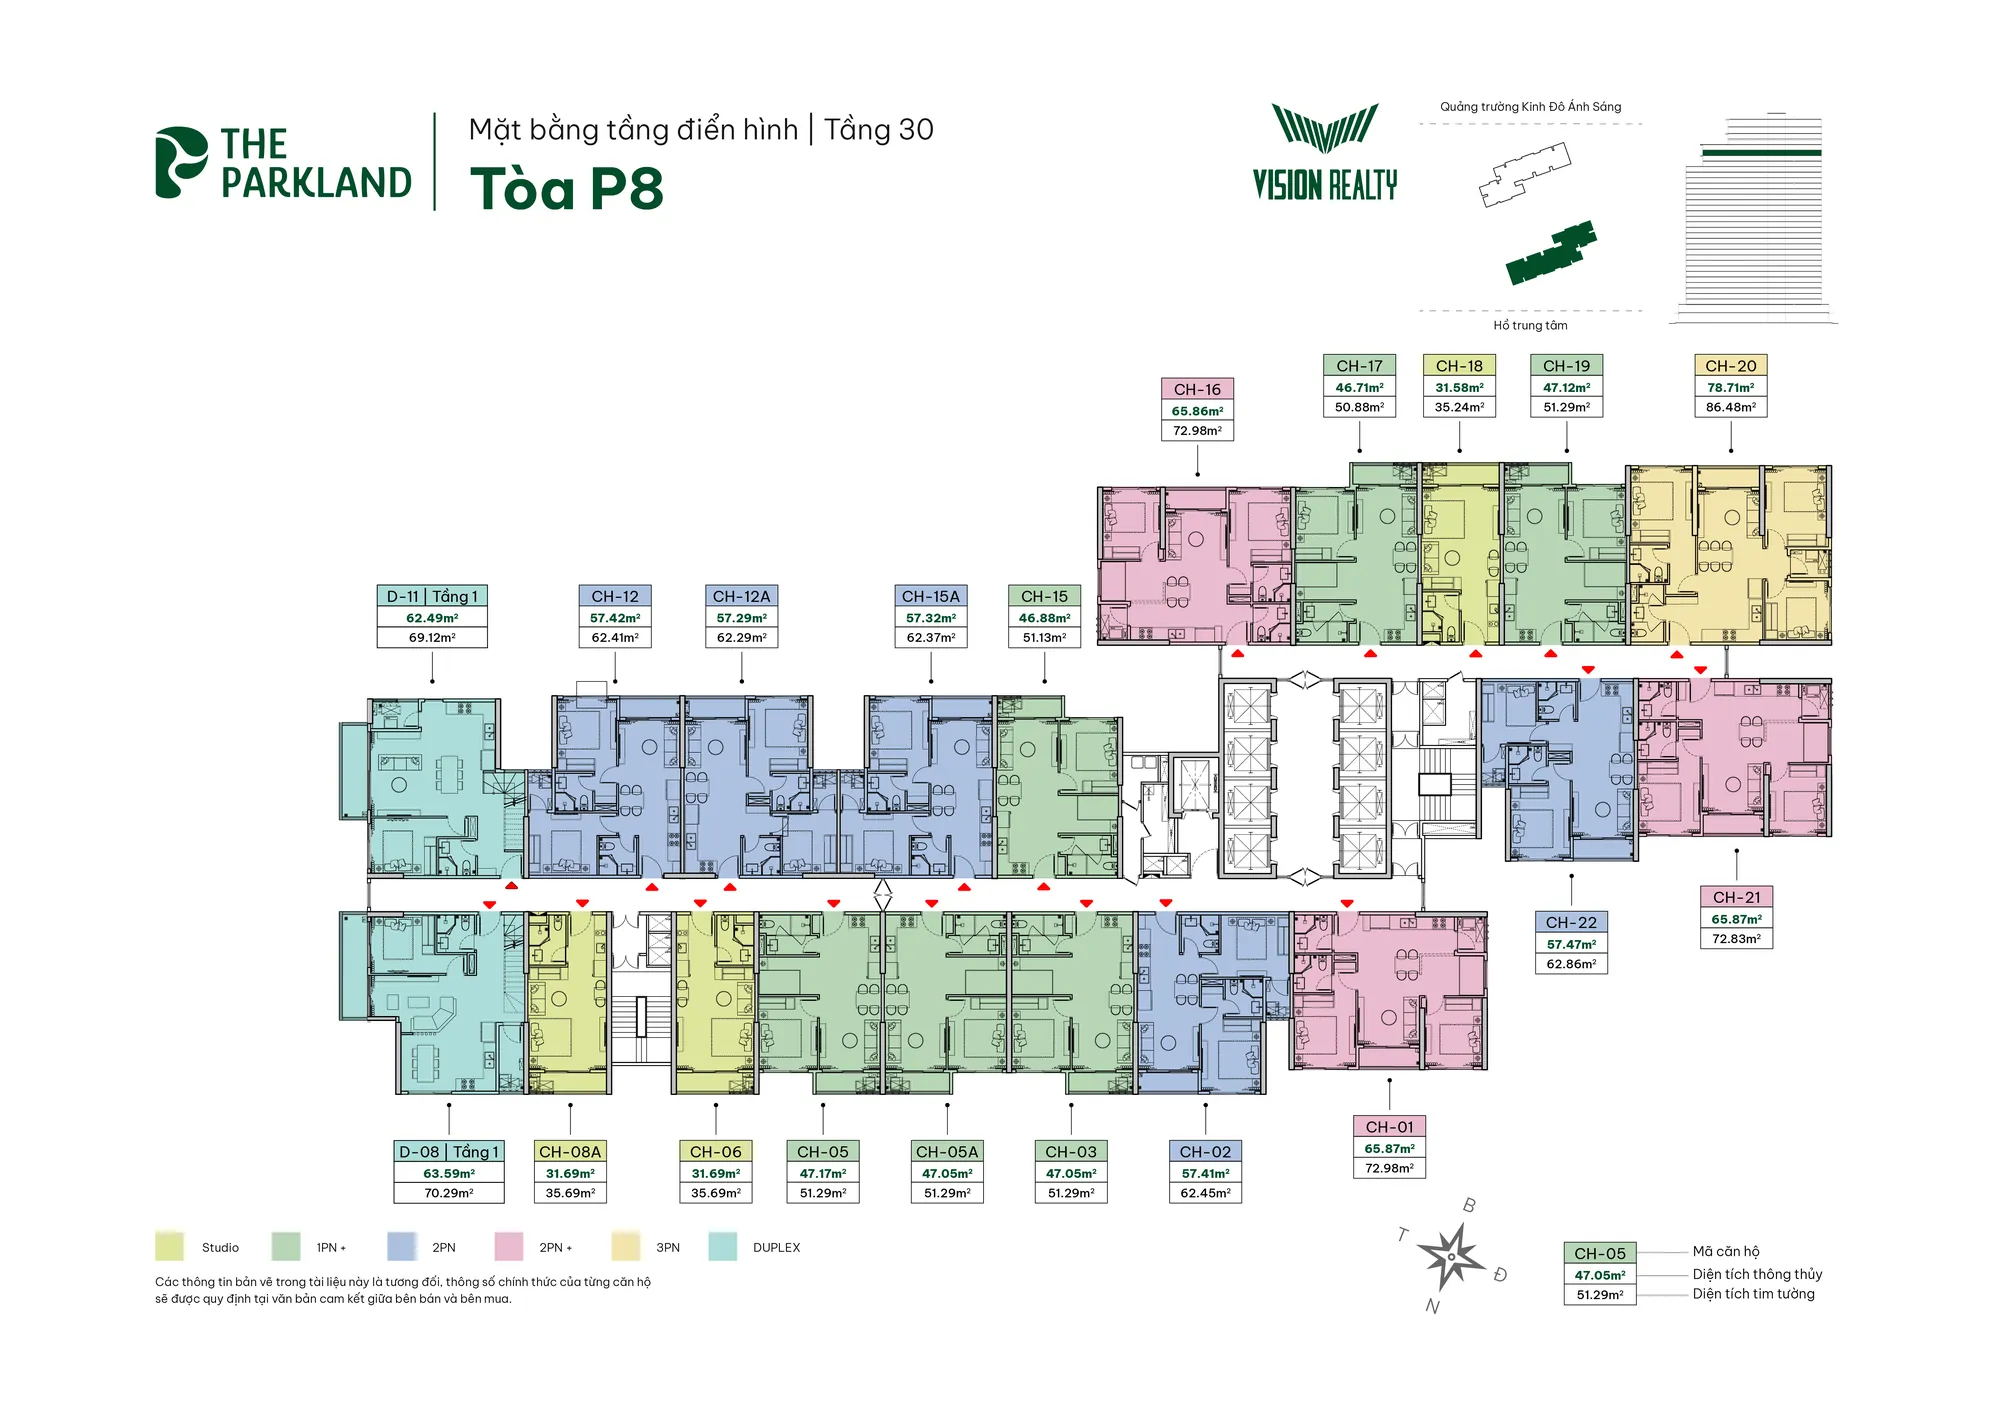 THE
PARKLAND
Mặt bằng tầng điển hình | Tầng 30
Tòa P8
VISION REALTY
Quảng trường Kinh Đô Ánh Sáng
Hồ trung tâm
CH-16
65.86m²
72.98m²
CH-17
46.71m²
50.88m²
CH-18
31.58m²
35.24m²
CH-19
47.12m²
51.29m²
CH-20
78.71m²
86.48m²
D-11 | Tầng 1
62.49m²
69.12m²
CH-12
57.42m²
62.41m²
CH-12A
57.29m²
62.29m²
CH-15A
57.32m²
62.37m²
CH-15
46.88m²
51.13m²
CH-22
57.47m²
62.86m²
CH-21
65.87m²
72.83m²
D-08 | Tầng 1
63.59m²
70.29m²
CH-08A
31.69m²
35.69m²
CH-06
31.69m²
35.69m²
CH-05
47.17m²
51.29m²
CH-05A
47.05m²
51.29m²
CH-03
47.05m²
51.29m²
CH-02
57.41m²
62.45m²
CH-01
65.87m²
72.98m²
Studio
1PN +
2PN
2PN +
3PN
DUPLEX
Các thông tin bản vẽ trong tài liệu này là tương đối, thông số chính thức của từng căn hộ
sẽ được quy định tại văn bản cam kết giữa bên bán và bên mua.
B
T
Đ
N
CH-05
Mã căn hộ
47.05m²
Diện tích thông thủy
51.29m²
Diện tích tim tường